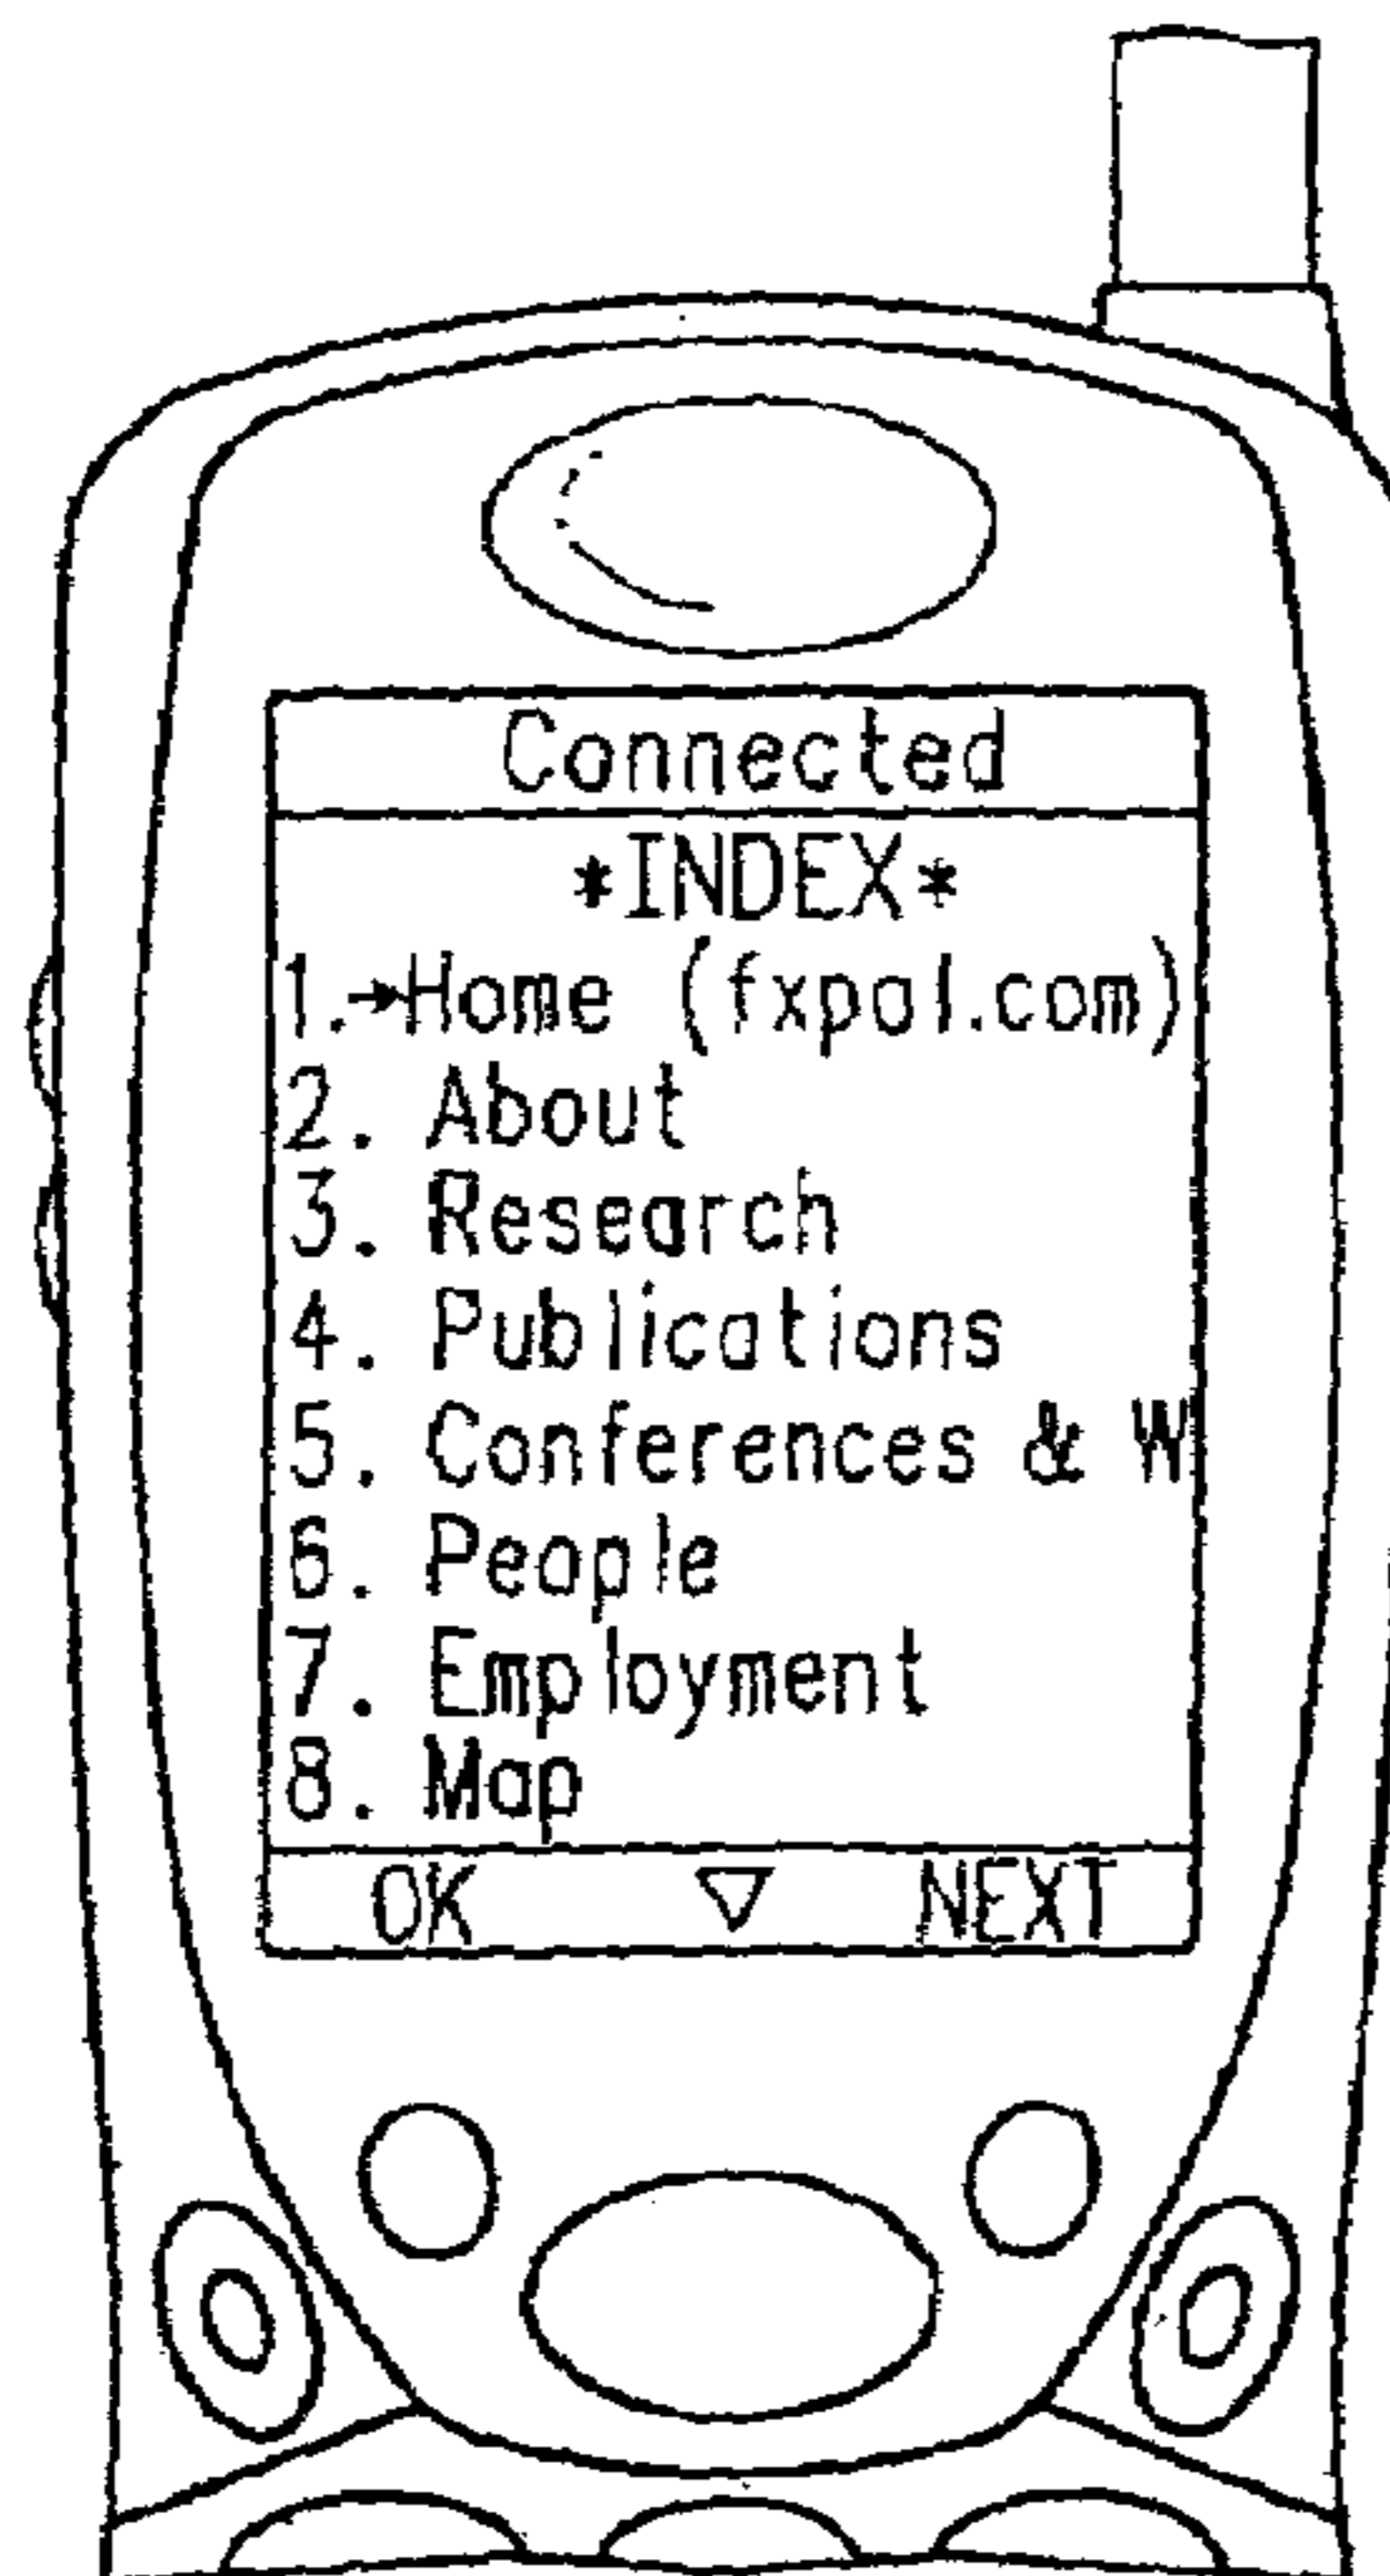 Connected
*INDEX*
1.→Home (fxpal.com)
2. About
3. Research
4. Publications
5. Conferences & W
6. People
7. Employment
8. Map
OK ▽ NEXT